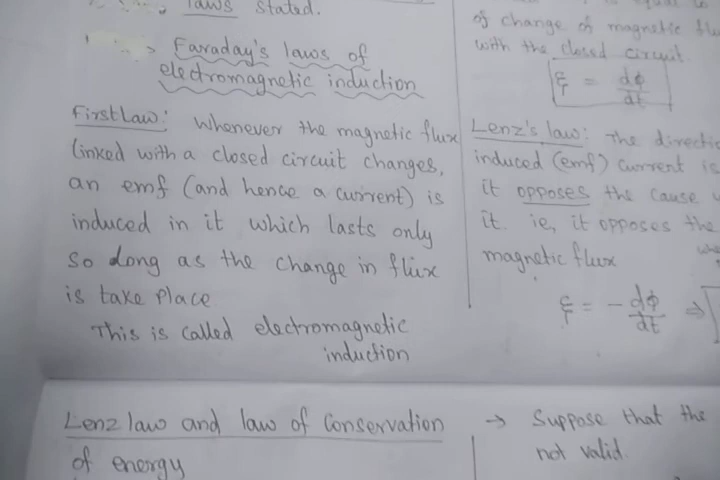 laws stated.
Faraday's laws of
electromagnetic induction
First Law: Whenever the magnetic flux
linked with a closed circuit changes,
an emf (and hence a current) is
induced in it which lasts only
so long as the change in flux
is take place
This is called electromagnetic
induction
of change of magnetic
with the closed circuit.
ξ = dϕ/dt
Lenz's law: The
induced (emf) current is
it opposes the cause
it. ie, it opposes the
magnetic flux
ξ = - dϕ/dt ⇒
Lenz law and law of conservation
of energy
→ Suppose that the
not valid.